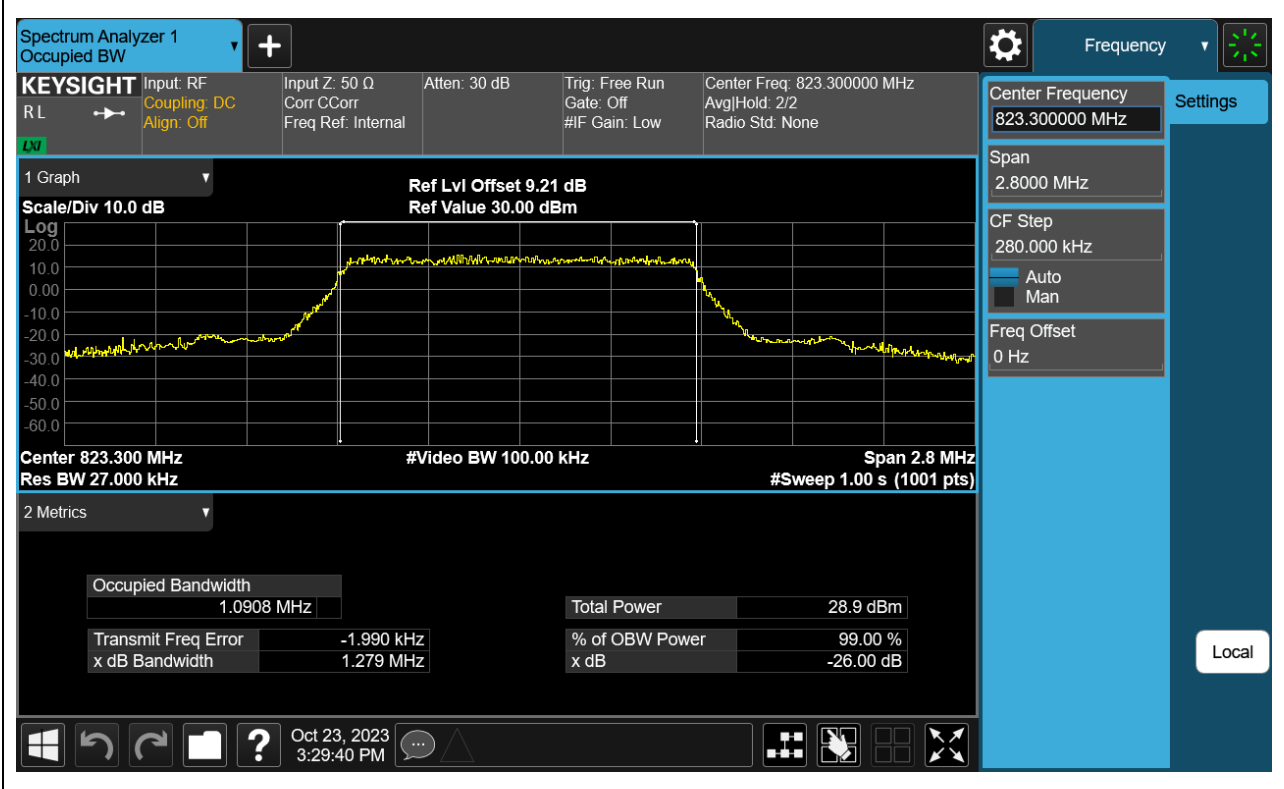 Spectrum Analyzer 1
Occupied BW
Frequency
KEYSIGHT
R L
LXI
Input: RF
Coupling: DC
Align: Off
Input Z: 50 Ω
Corr CCorr
Freq Ref: Internal
Atten: 30 dB
Trig: Free Run
Gate: Off
#IF Gain: Low
Center Freq: 823.300000 MHz
Avg|Hold: 2/2
Radio Std: None
Center Frequency
823.300000 MHz
Settings
Span
2.8000 MHz
CF Step
280.000 kHz
Auto
Man
Freq Offset
0 Hz
Local
1 Graph
Scale/Div 10.0 dB
Ref Lvl Offset 9.21 dB
Ref Value 30.00 dBm
Log
20.0
10.0
0.00
-10.0
-20.0
-30.0
-40.0
-50.0
-60.0
Center 823.300 MHz
#Video BW 100.00 kHz
Span 2.8 MHz
Res BW 27.000 kHz
#Sweep 1.00 s (1001 pts)
2 Metrics
Occupied Bandwidth
1.0908 MHz
Total Power 28.9 dBm
Transmit Freq Error -1.990 kHz
% of OBW Power 99.00 %
x dB Bandwidth 1.279 MHz
x dB -26.00 dB
?
Oct 23, 2023
3:29:40 PM